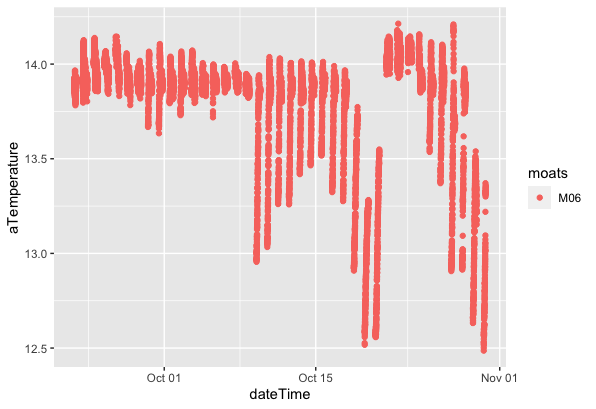 aTemperature
14.0
13.5
13.0
12.5
Oct 01
Oct 15
Nov 01
dateTime
moats
M06